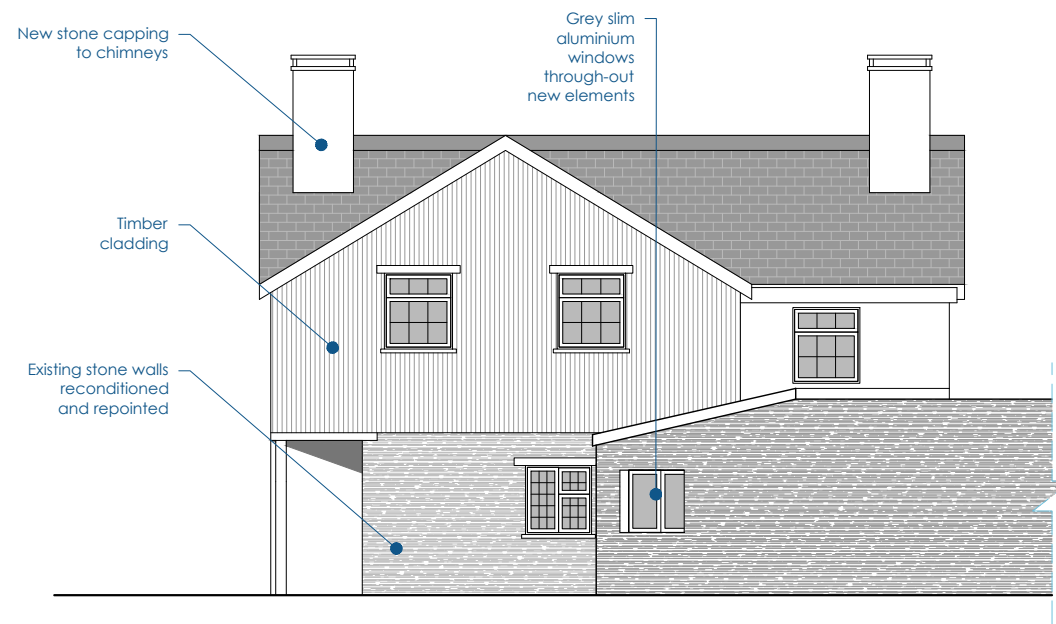 New stone capping
to chimneys
Grey slim
aluminium
windows
through-out
new elements
Timber
cladding
Existing stone walls
reconditioned
and repointed